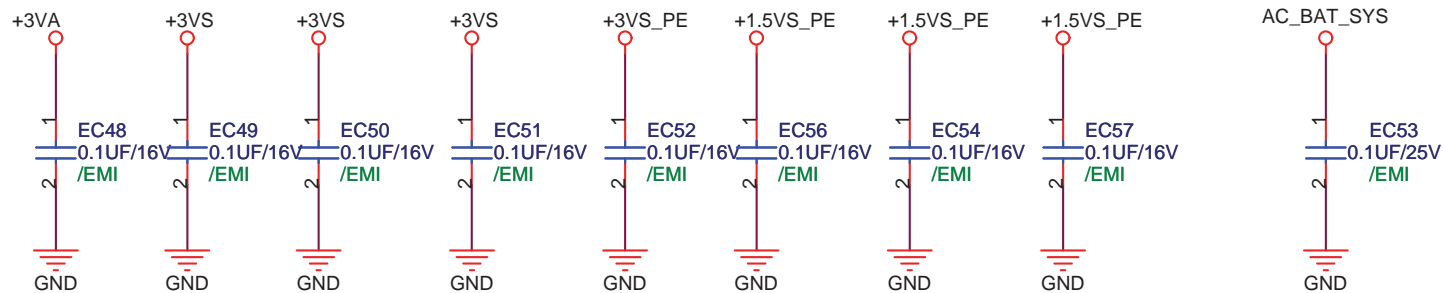 +3VA +3VS +3VS +3VS +3VS_PE +1.5VS_PE +1.5VS_PE +1.5VS_PE AC_BAT_SYS
1 1 1 1 1 1 1 1 1
EC48 EC49 EC50 EC51 EC52 EC56 EC54 EC57 EC53
0.1UF/16V 0.1UF/16V 0.1UF/16V 0.1UF/16V 0.1UF/16V 0.1UF/16V 0.1UF/16V 0.1UF/16V 0.1UF/25V
/EMI /EMI /EMI /EMI /EMI /EMI /EMI /EMI /EMI
2 2 2 2 2 2 2 2 2
GND GND GND GND GND GND GND GND GND